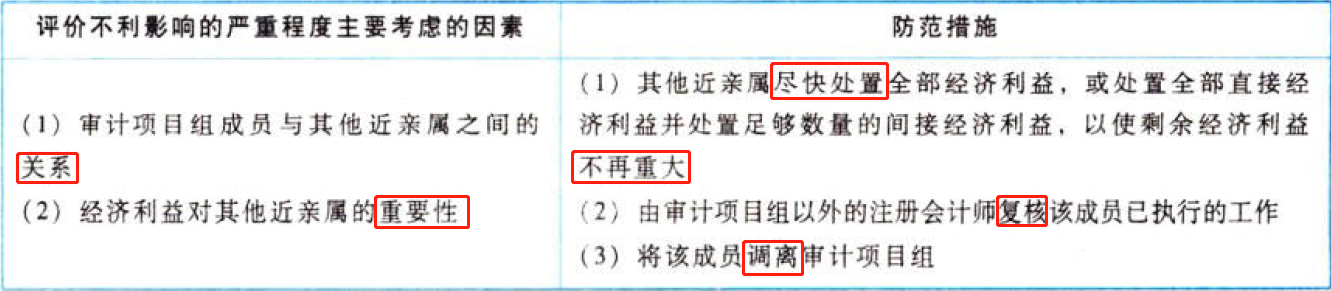 评价不利影响的严重程度主要考虑的因素
防范措施
(1) 审计项目组成员与其他近亲属之间的
关系
(2) 经济利益对其他近亲属的重要性
(1) 其他近亲属尽快处置全部经济利益，或处置全部直接经
济利益并处置足够数量的间接经济利益，以使剩余经济利益
不再重大
(2) 由审计项目组以外的注册会计师复核该成员已执行的工作
(3) 将该成员调离审计项目组